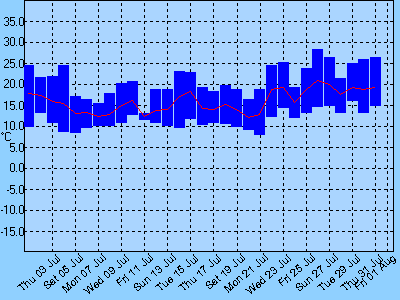 35.0
30.0
25.0
20.0
15.0
10.0
°C
5.0
0.0
-5.0
-10.0
-15.0
Thu 03 Jul
Sat 05 Jul
Mon 07 Jul
Wed 09 Jul
Fri 11 Jul
Sun 13 Jul
Tue 15 Jul
Thu 17 Jul
Sat 19 Jul
Mon 21 Jul
Wed 23 Jul
Fri 25 Jul
Sun 27 Jul
Tue 29 Jul
Thu 31 Jul
Fri 01 Aug